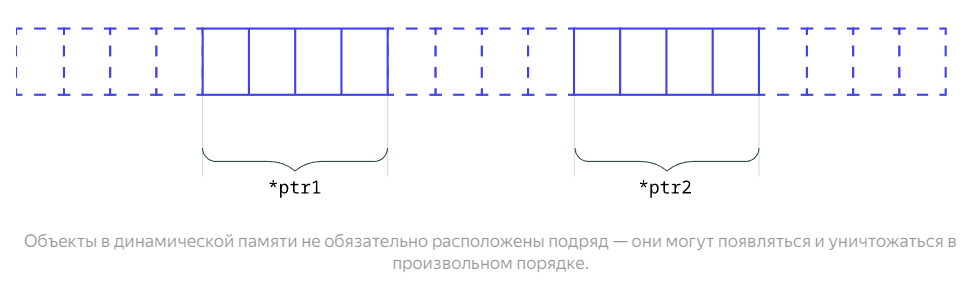 *ptr1 *ptr2
Объекты в динамической памяти не обязательно расположены подряд — они могут появляться и уничтожаться в
произвольном порядке.